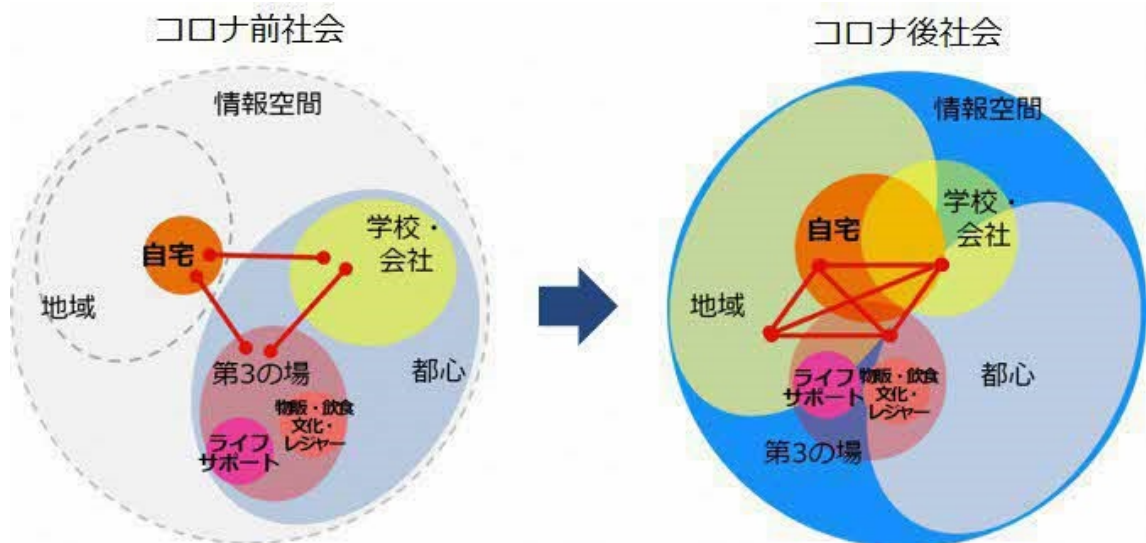 コロナ前社会
情報空間
学校・
会社
自宅
地域
第3の場
都心
物販・飲食
文化・
レジャー
ライフ
サポート
コロナ後社会
情報空間
学校・
会社
自宅
地域
都心
ライフ
サポート
物販・飲食
文化・
レジャー
第3の場